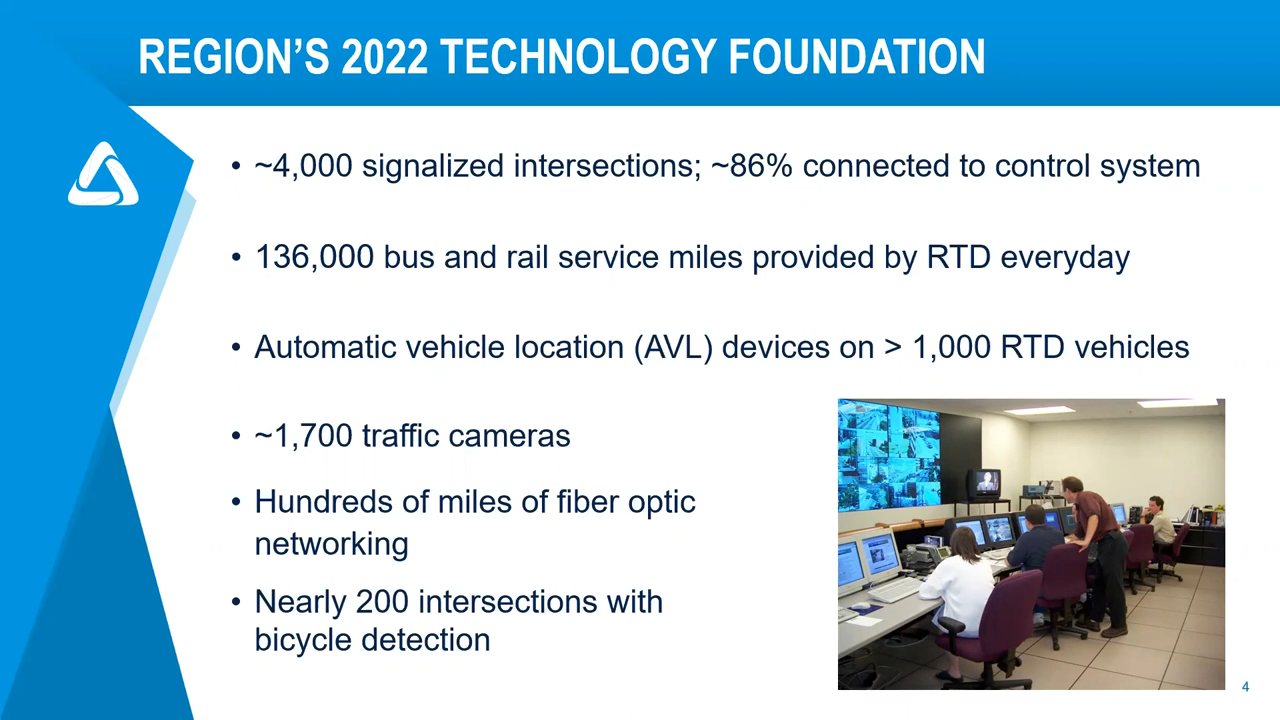 REGION’S 2022 TECHNOLOGY FOUNDATION
• ~4,000 signalized intersections; ~86% connected to control system
• 136,000 bus and rail service miles provided by RTD everyday
• Automatic vehicle location (AVL) devices on > 1,000 RTD vehicles
• ~1,700 traffic cameras
• Hundreds of miles of fiber optic
networking
• Nearly 200 intersections with
bicycle detection
4